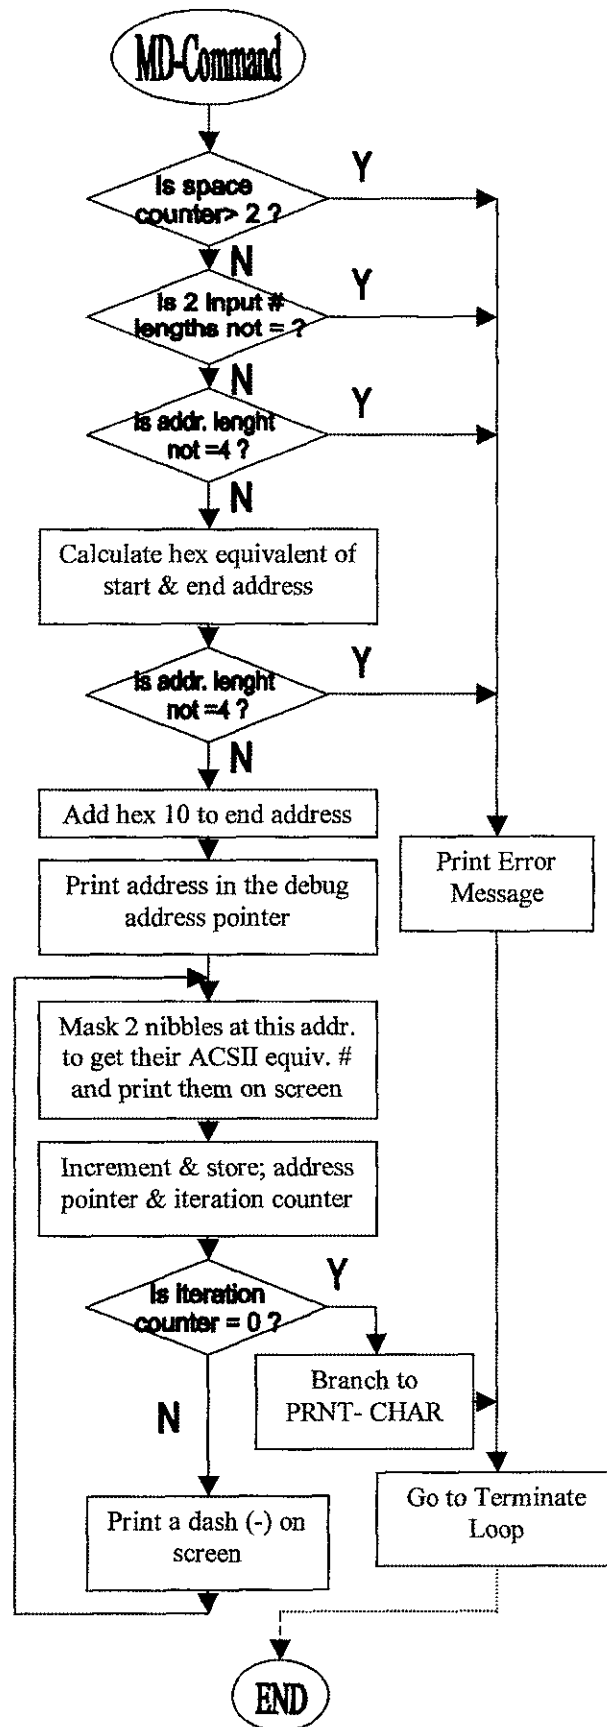 MD-Command
Y
Is space
counter> 2 ?
N
Y
Is 2 Input #
lengths not = ?
N
Y
Is addr. lenght
not =4 ?
N
Calculate hex equivalent of
start & end address
Y
Is addr. lenght
not =4 ?
N
Add hex 10 to end address
Print Error
Message
Print address in the debug
address pointer
Mask 2 nibbles at this addr.
to get their ACSII equiv. #
and print them on screen
Increment & store; address
pointer & iteration counter
Y
Is iteration
counter = 0 ?
Branch to
PRNT- CHAR
N
Go to Terminate
Loop
Print a dash (-) on
screen
END